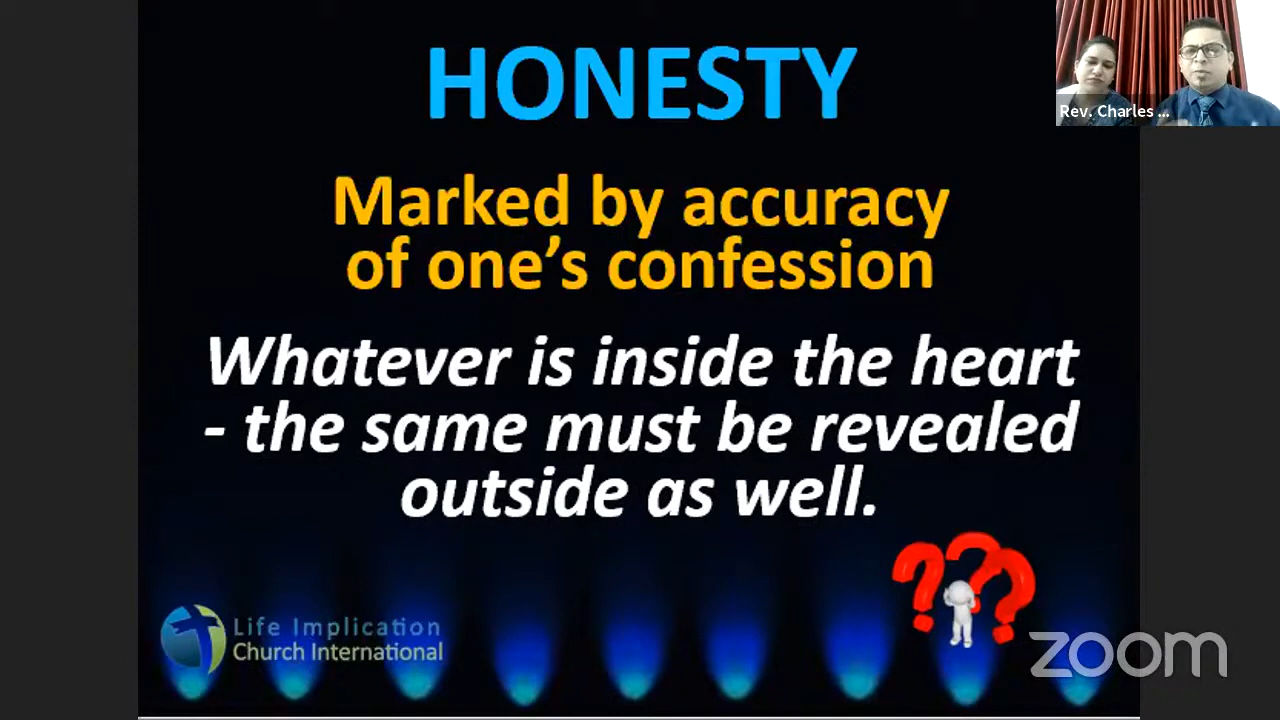 HONESTY
Rev. Charles ...
Marked by accuracy
of one's confession
Whatever is inside the heart
- the same must be revealed
outside as well.
???
Life Implication
Church International
zoom